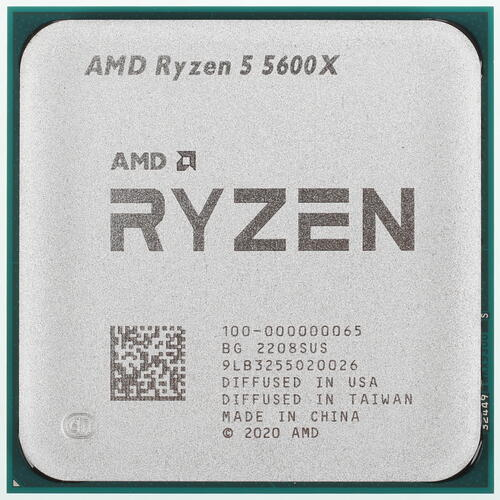 AMD Ryzen 5 5600X
AMD
RYZEN
100-000000065
BG 2208SUS
9LB3255020026
DIFFUSED IN USA
DIFFUSED IN TAIWAN
MADE IN CHINA
© 2020 AMD